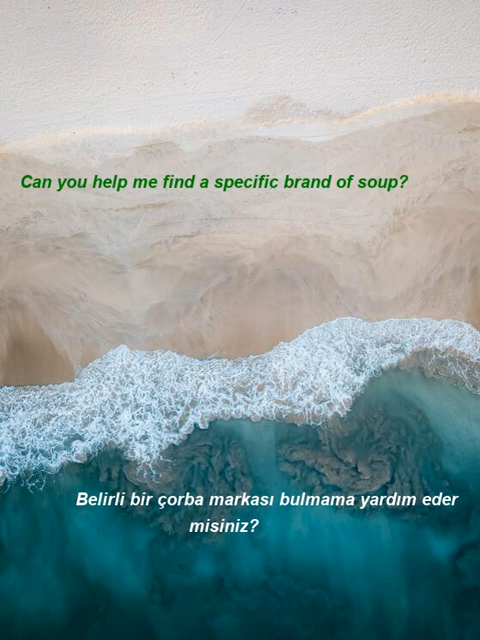 Can you help me find a specific brand of soup?
Belirli bir çorba markası bulmama yardım eder
misiniz?